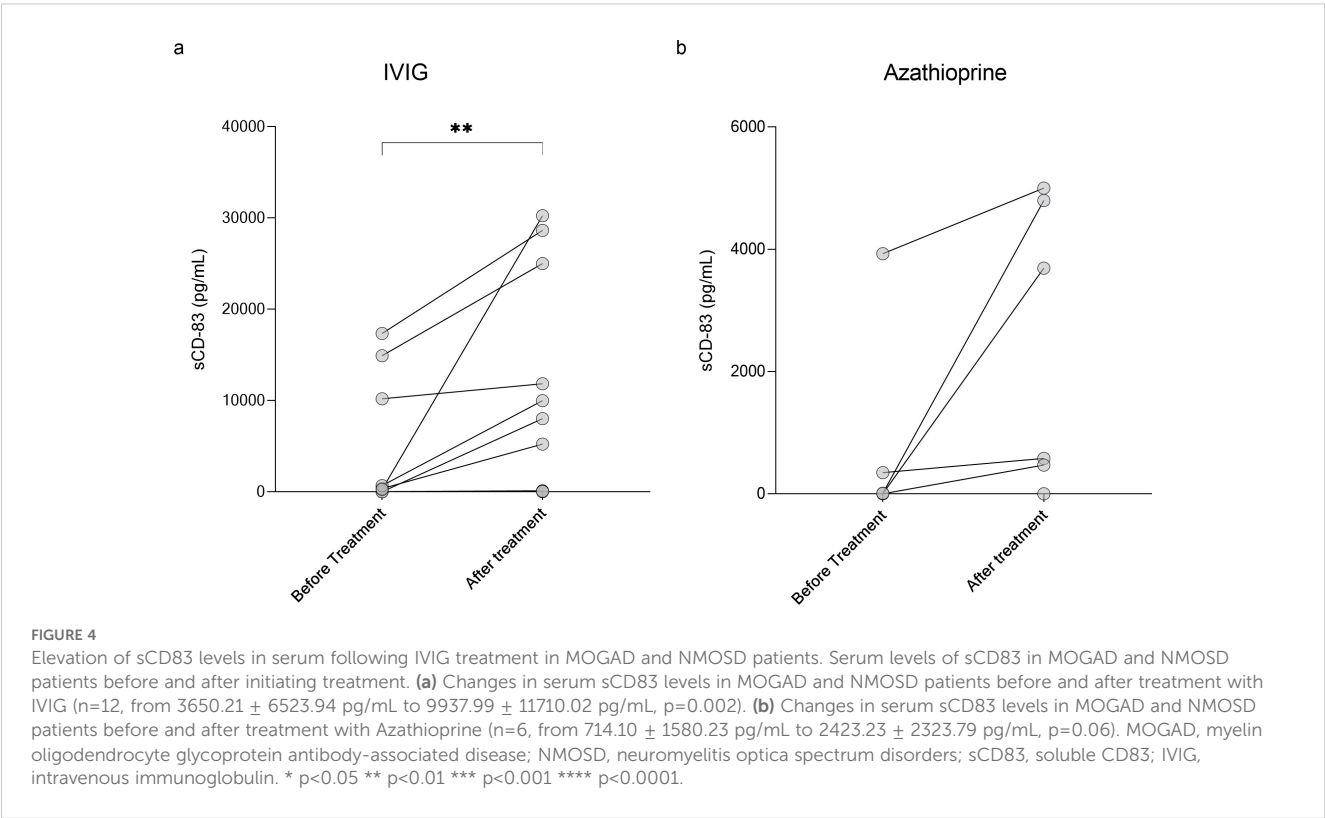 a
IVIG
40000
30000
20000
10000
0
sCD-83 (pg/mL)
**
Before Treatment
After treatment
b
Azathioprine
6000
4000
2000
0
sCD-83 (pg/mL)
Before Treatment
After treatment
FIGURE 4
Elevation of sCD83 levels in serum following IVIG treatment in MOGAD and NMOSD patients. Serum levels of sCD83 in MOGAD and NMOSD
patients before and after initiating treatment. (a) Changes in serum sCD83 levels in MOGAD and NMOSD patients before and after treatment with
IVIG (n=12, from 3650.21 ± 6523.94 pg/mL to 9937.99 ± 11710.02 pg/mL, p=0.002). (b) Changes in serum sCD83 levels in MOGAD and NMOSD
patients before and after treatment with Azathioprine (n=6, from 714.10 ± 1580.23 pg/mL to 2423.23 ± 2323.79 pg/mL, p=0.06). MOGAD, myelin
oligodendrocyte glycoprotein antibody-associated disease; NMOSD, neuromyelitis optica spectrum disorders; sCD83, soluble CD83; IVIG,
intravenous immunoglobulin. * p<0.05 ** p<0.01 *** p<0.001 **** p<0.0001.